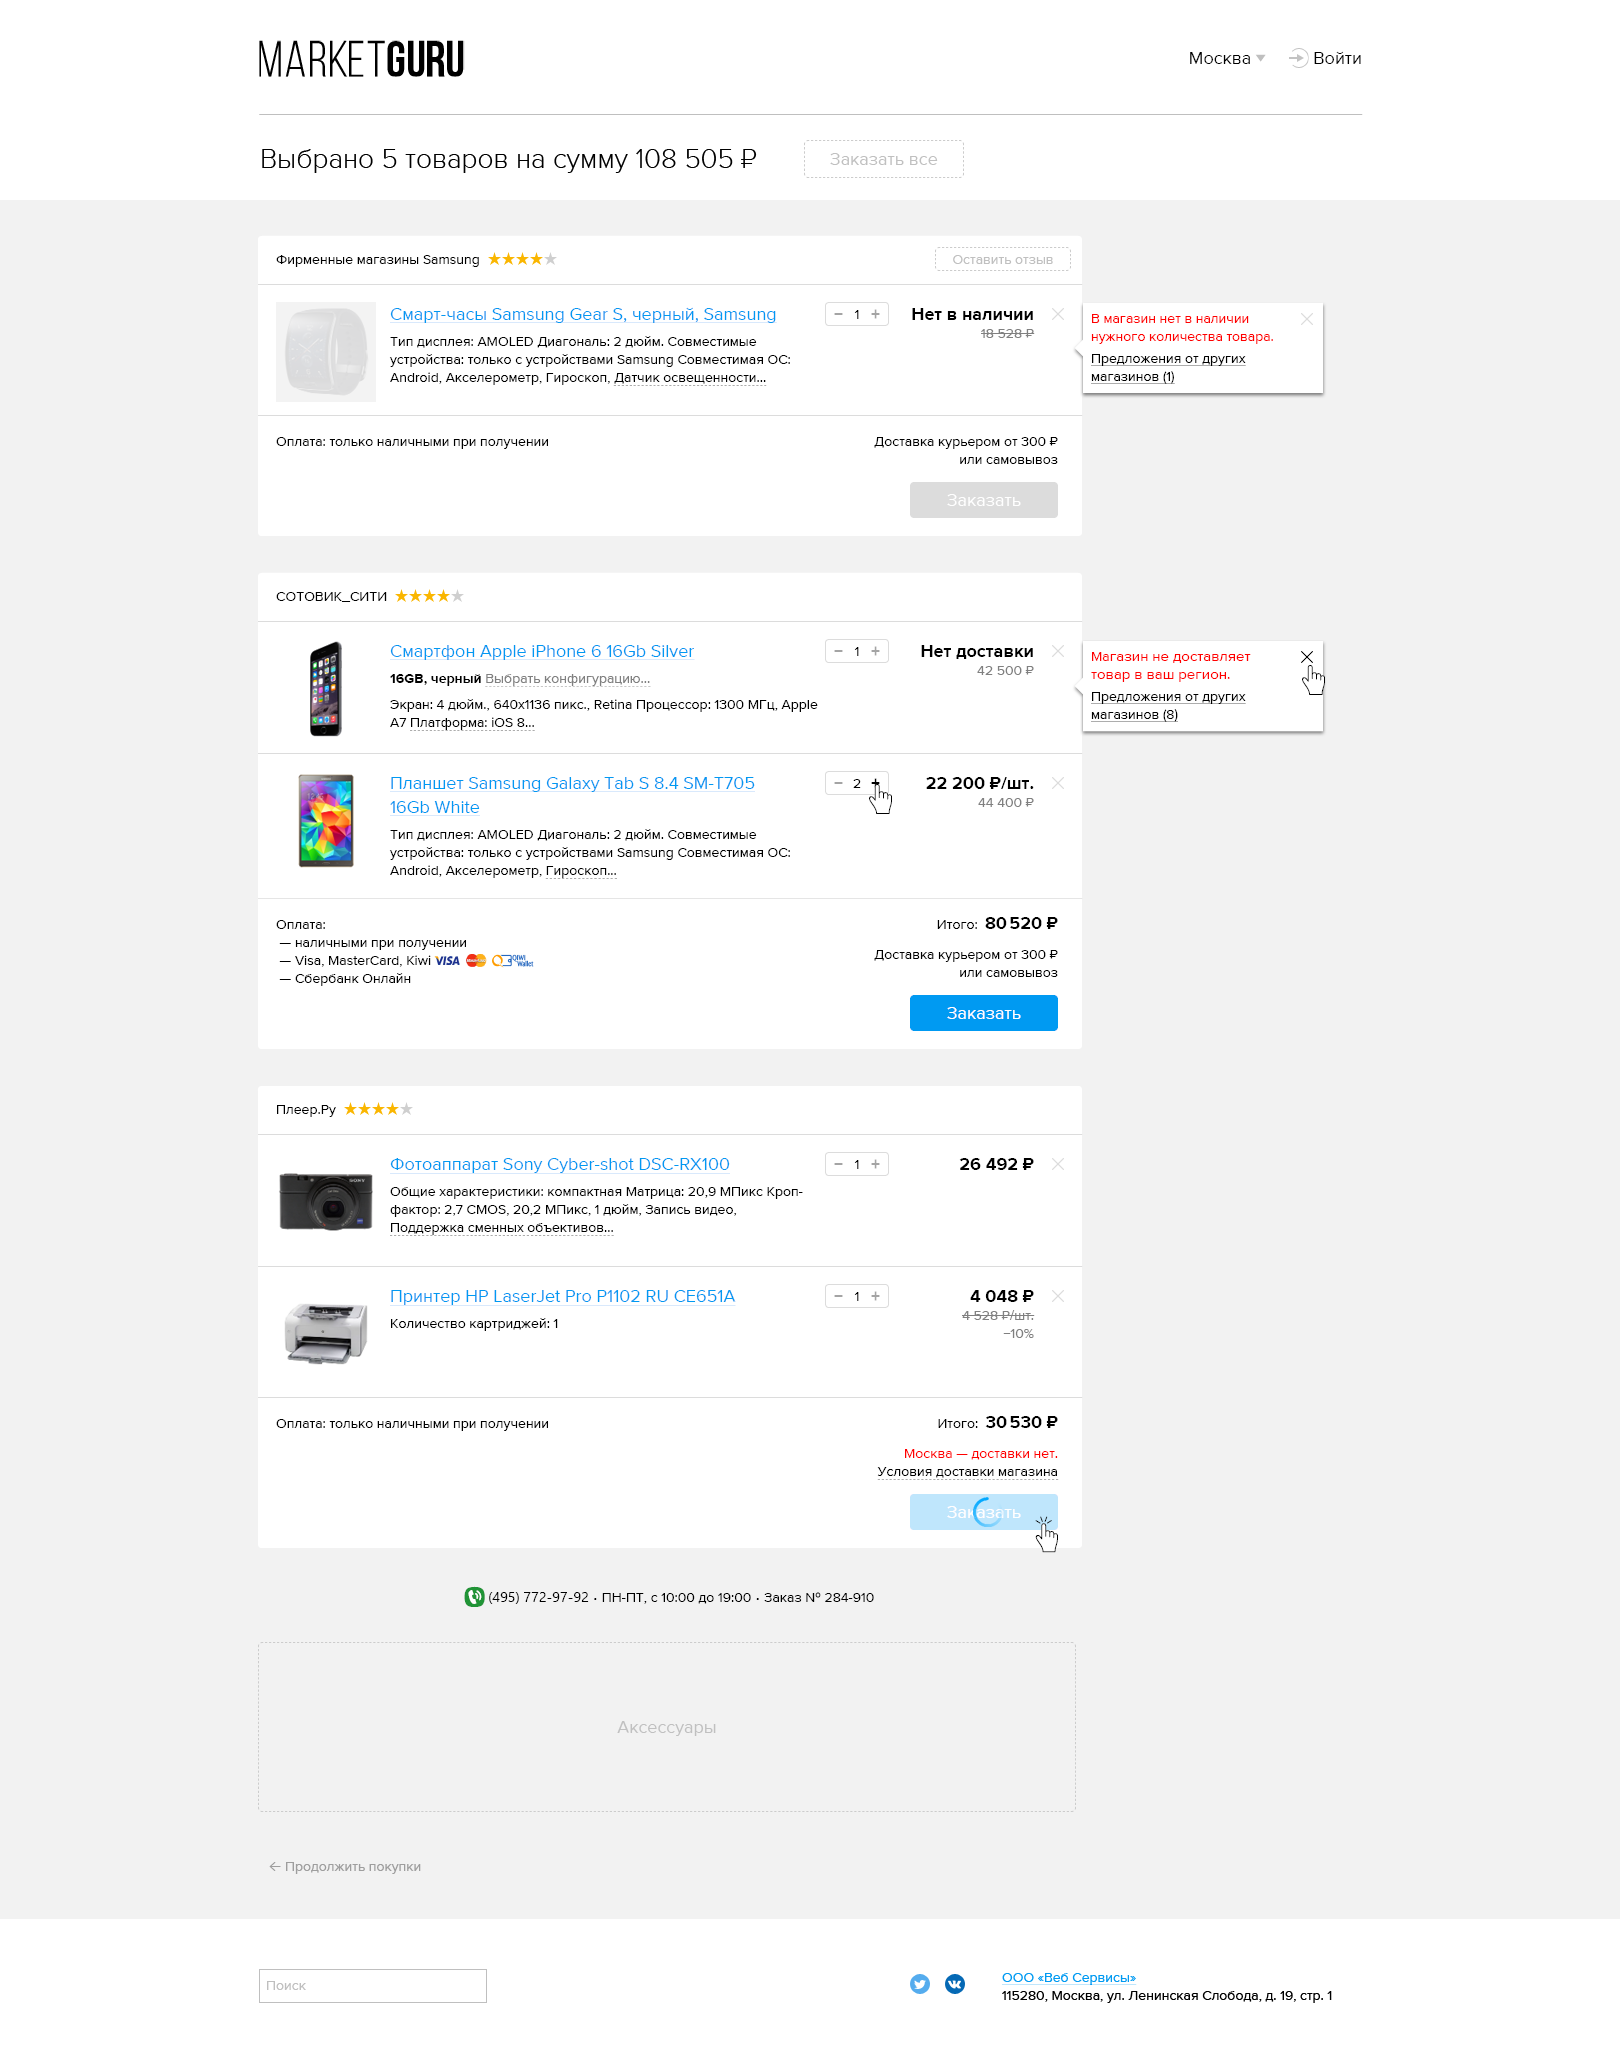 MARKETGURU
Москва
Войти
Выбрано 5 товаров на сумму 108 505 ₽
Заказать все
Фирменные магазины Samsung
Оставить отзыв
Смарт-часы Samsung Gear S, черный, Samsung
− 1 +
Нет в наличии
18 528 ₽
Тип дисплея: AMOLED Диагональ: 2 дюйм. Совместимые
устройства: только с устройствами Samsung Совместимая ОС:
Android, Акселерометр, Гироскоп, Датчик освещенности...
В магазин нет в наличии
нужного количества товара.
Предложения от других
магазинов (1)
Оплата: только наличными при получении
Доставка курьером от 300 ₽
или самовывоз
Заказать
СОТОВИК_СИТИ
Смартфон Apple iPhone 6 16Gb Silver
− 1 +
Нет доставки
42 500 ₽
16GB, черный Выбрать конфигурацию...
Экран: 4 дюйм., 640x1136 пикс., Retina Процессор: 1300 МГц, Apple
A7 Платформа: iOS 8...
Магазин не доставляет
товар в ваш регион.
Предложения от других
магазинов (8)
Планшет Samsung Galaxy Tab S 8.4 SM-T705
16Gb White
− 2 +
22 200 ₽/шт.
44 400 ₽
Тип дисплея: AMOLED Диагональ: 2 дюйм. Совместимые
устройства: только с устройствами Samsung Совместимая ОС:
Android, Акселерометр, Гироскоп...
Оплата:
— наличными при получении
— Visa, MasterCard, Kiwi VISA QIWI Wallet
— Сбербанк Онлайн
Итого: 80 520 ₽
Доставка курьером от 300 ₽
или самовывоз
Заказать
Плеер.Ру
SONY
Фотоаппарат Sony Cyber-shot DSC-RX100
− 1 +
26 492 ₽
Общие характеристики: компактная Матрица: 20,9 МПикс Кроп-
фактор: 2,7 CMOS, 20,2 МПикс, 1 дюйм, Запись видео,
Поддержка сменных объективов...
Принтер HP LaserJet Pro P1102 RU CE651A
− 1 +
4 048 ₽
4 528 ₽/шт.
−10%
Количество картриджей: 1
Оплата: только наличными при получении
Итого: 30 530 ₽
Москва — доставки нет.
Условия доставки магазина
Заказать
(495) 772-97-92 · ПН-ПТ, с 10:00 до 19:00 · Заказ № 284-910
Аксессуары
← Продолжить покупки
Поиск
ООО «Веб Сервисы»
115280, Москва, ул. Ленинская Слобода, д. 19, стр. 1